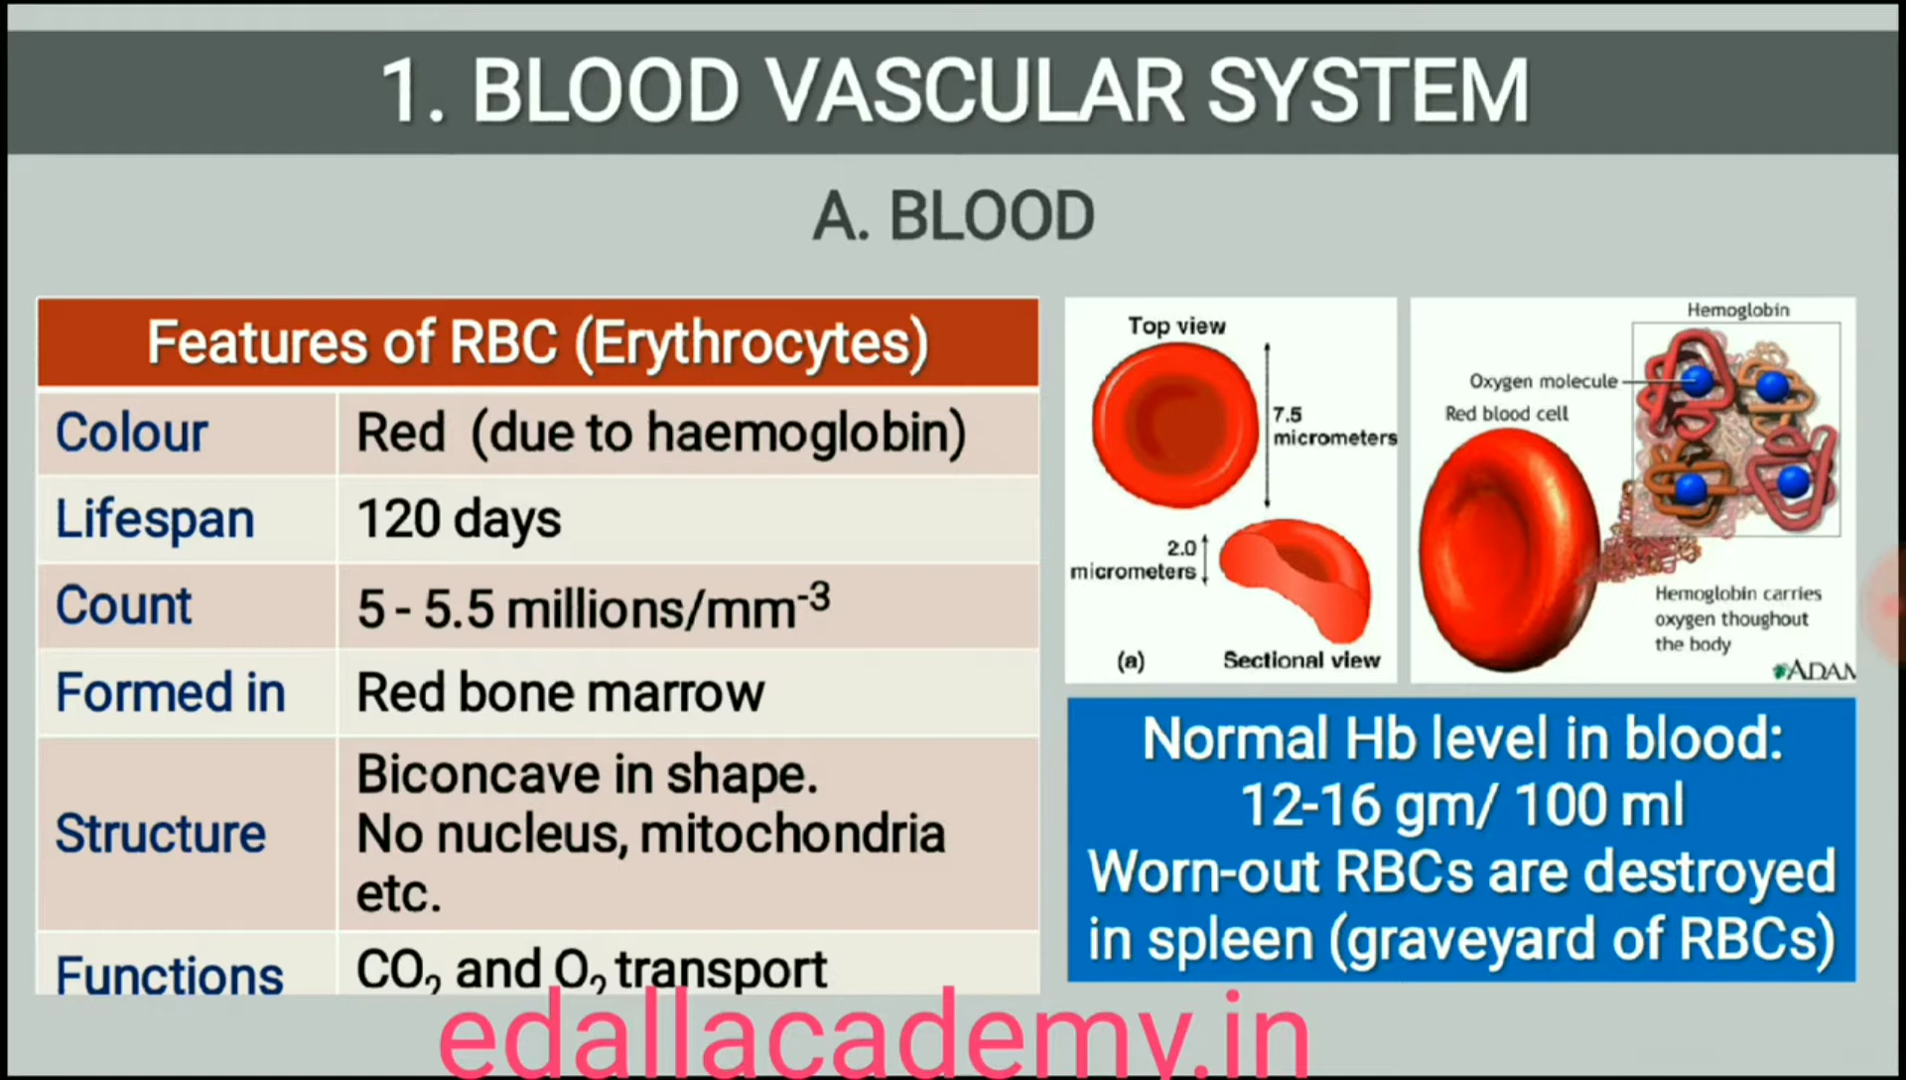 1. BLOOD VASCULAR SYSTEM
A. BLOOD
Features of RBC (Erythrocytes)
Colour Red (due to haemoglobin)
Lifespan 120 days
Count 5 - 5.5 millions/mm⁻³
Formed in Red bone marrow
Structure Biconcave in shape.
No nucleus, mitochondria
etc.
Functions CO₂ and O₂ transport
Top view
7.5
micrometers
2.0
micrometers
(a) Sectional view
Hemoglobin
Oxygen molecule
Red blood cell
Hemoglobin carries
oxygen thoughout
the body
ADAM
Normal Hb level in blood:
12-16 gm/ 100 ml
Worn-out RBCs are destroyed
in spleen (graveyard of RBCs)
edallacademy.in